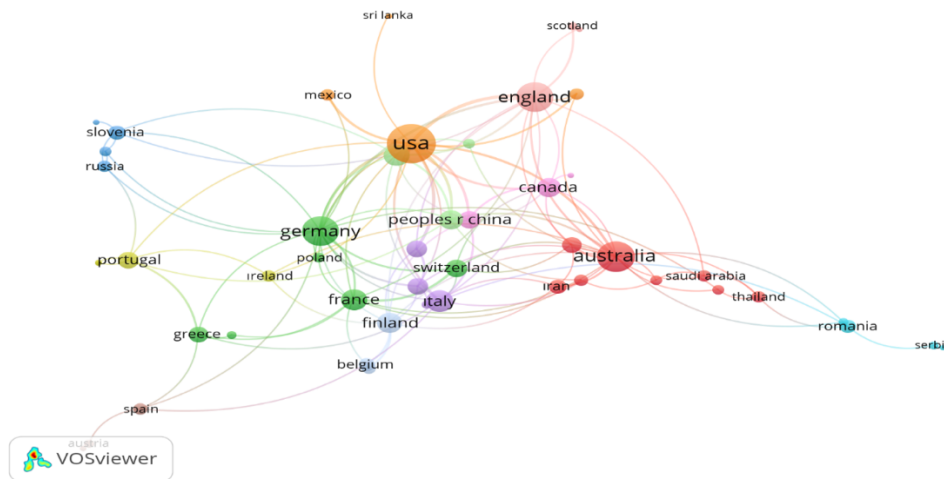 sri lanka
scotland
mexico
england
slovenia
usa
russia
canada
peoples r china
germany
poland
switzerland
australia
portugal
ireland
iran
saudi arabia
thailand
france
italy
finland
romania
greece
serbi
belgium
spain
austria
VOSviewer